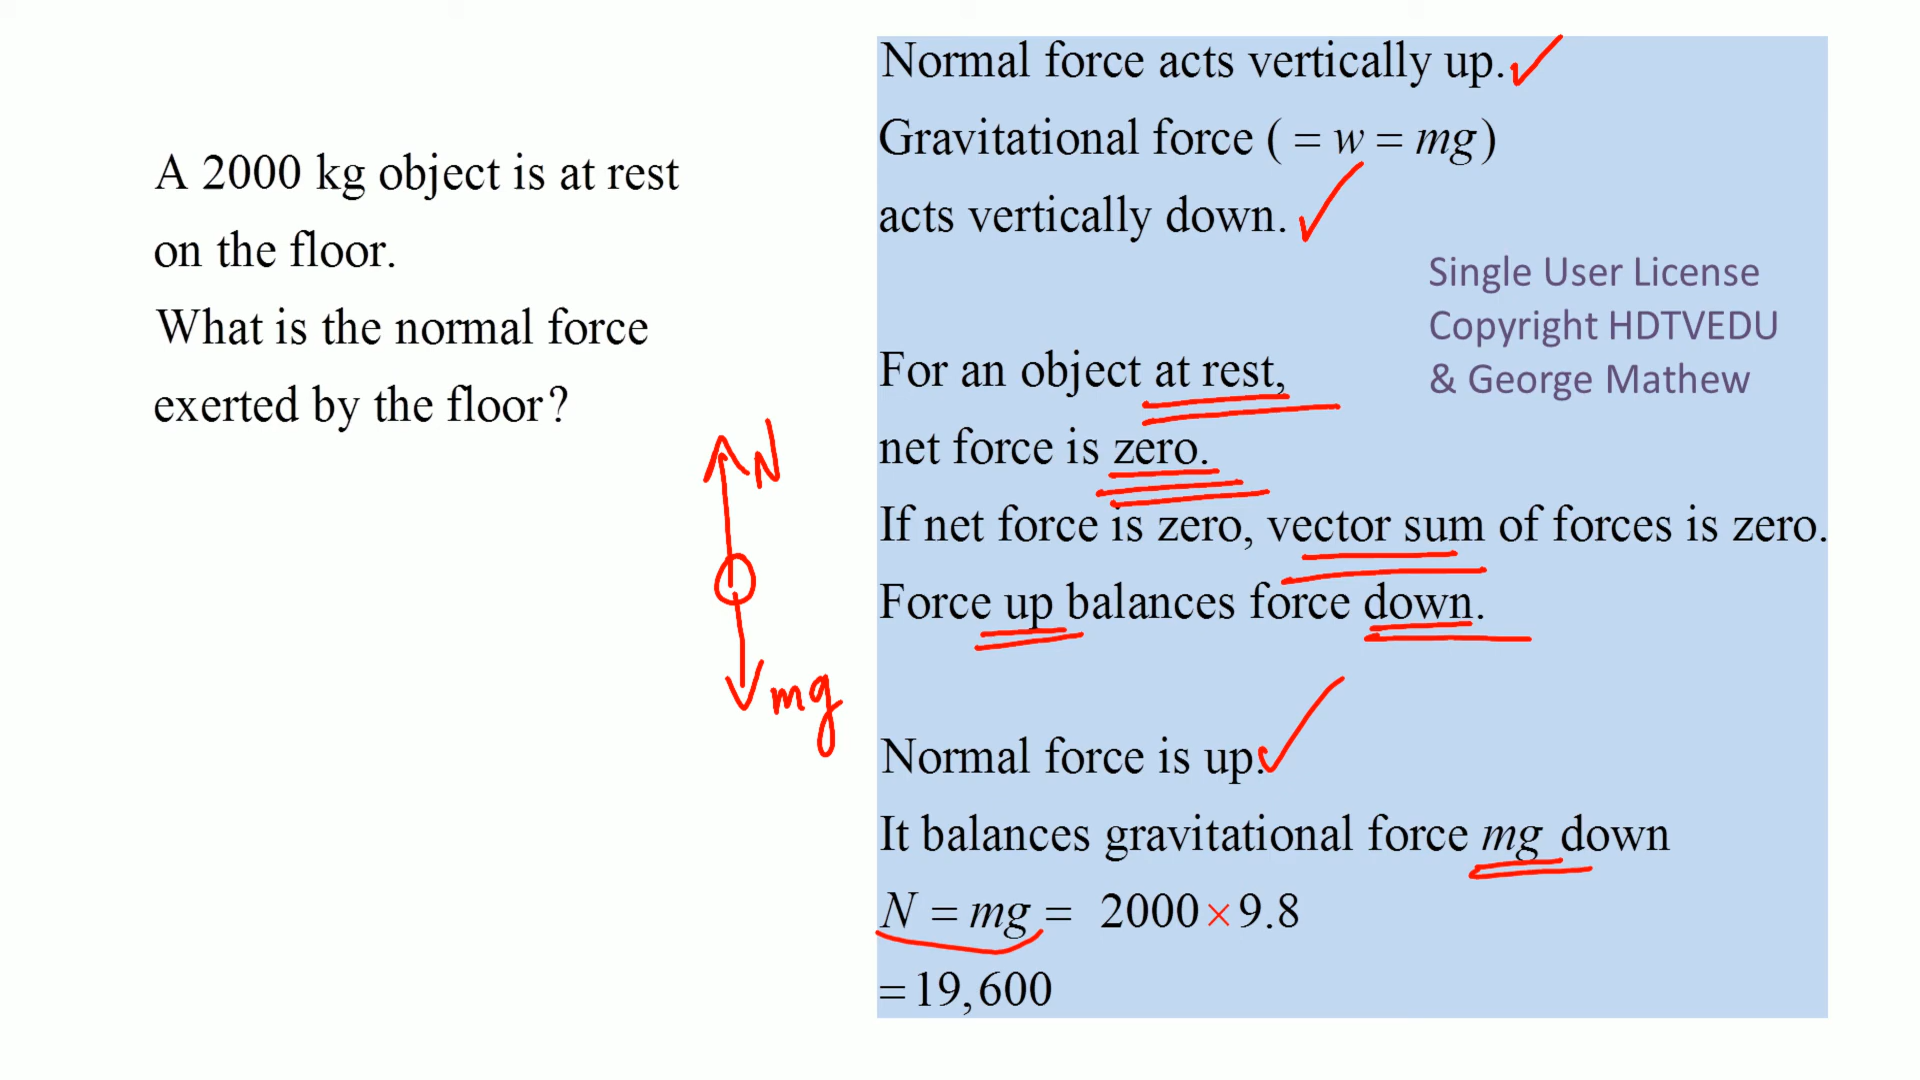 A 2000 kg object is at rest
on the floor.
What is the normal force
exerted by the floor?
N
mg
Normal force acts vertically up.
Gravitational force ( = w = mg)
acts vertically down.
Single User License
Copyright HDTVEDU
& George Mathew
For an object at rest,
net force is zero.
If net force is zero, vector sum of forces is zero.
Force up balances force down.
Normal force is up.
It balances gravitational force mg down
N = mg = 2000 × 9.8
= 19,600